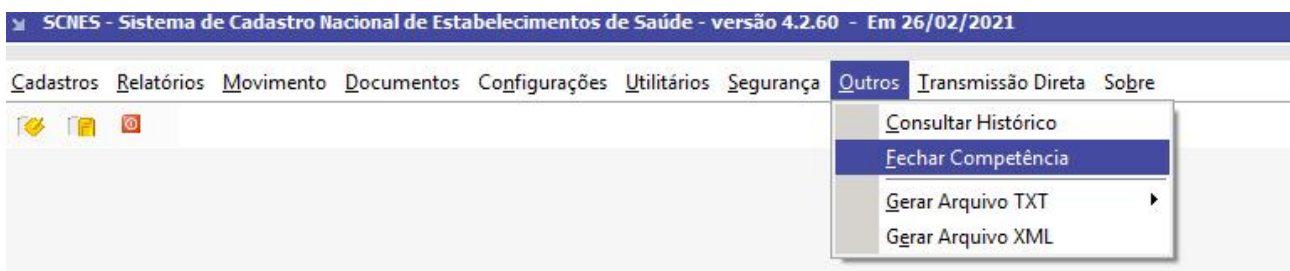 SCNES - Sistema de Cadastro Nacional de Estabelecimentos de Saúde - versão 4.2.60 - Em 26/02/2021
Cadastros Relatórios Movimento Documentos Configurações Utilitários Segurança Outros Transmissão Direta Sobre
Consultar Histórico
Fechar Competência
Gerar Arquivo TXT
Gerar Arquivo XML